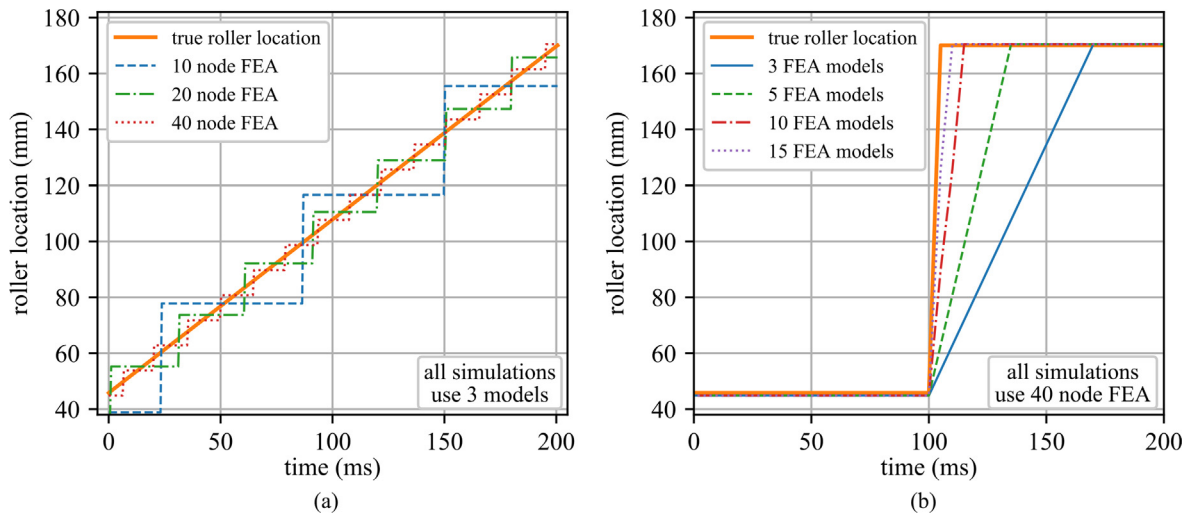 180
160
140
120
100
80
60
40
roller location (mm)
true roller location
10 node FEA
20 node FEA
40 node FEA
all simulations
use 3 models
0
50
100
150
200
time (ms)
(a)
180
160
140
120
100
80
60
40
roller location (mm)
true roller location
3 FEA models
5 FEA models
10 FEA models
15 FEA models
all simulations
use 40 node FEA
0
50
100
150
200
time (ms)
(b)